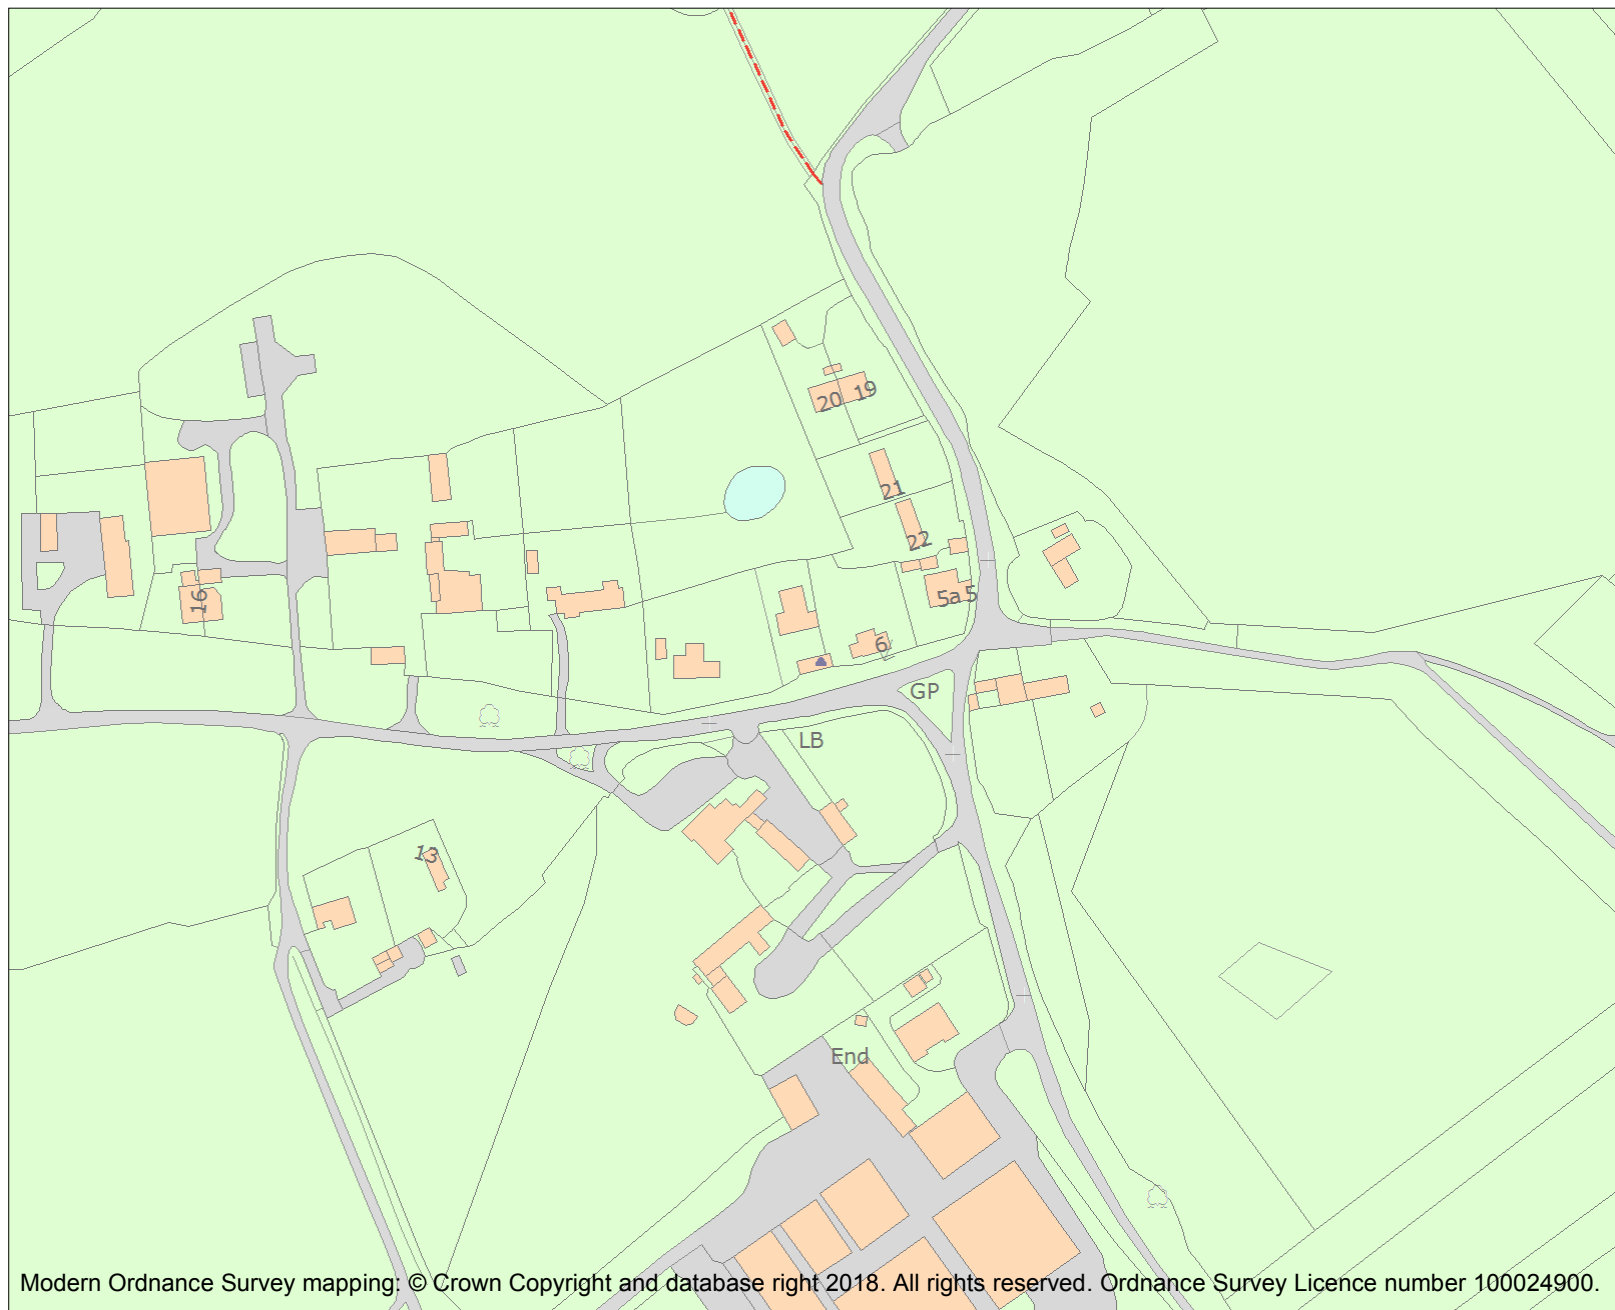 20 19
21
22
5a 5
16
6
GP
LB
13
End
Modern Ordnance Survey mapping: © Crown Copyright and database right 2018. All rights reserved. Ordnance Survey Licence number 100024900.